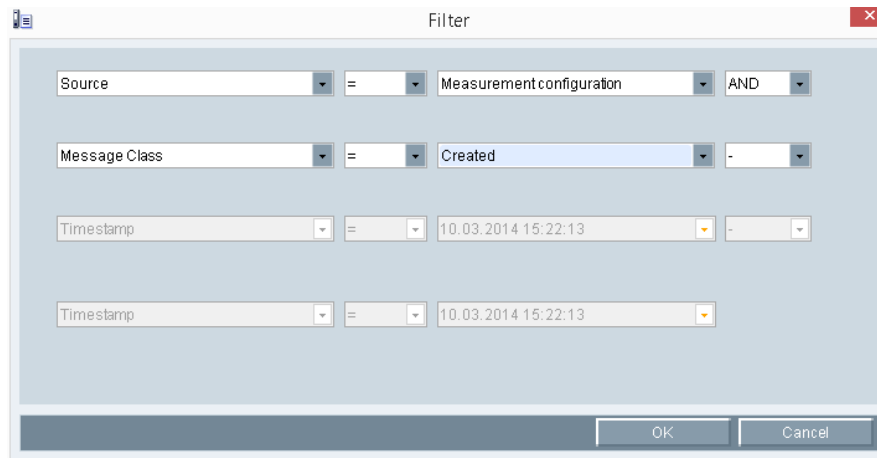 Filter
Source = Measurement configuration AND
Message Class = Created -
Timestamp = 10.03.2014 15:22:13 -
Timestamp = 10.03.2014 15:22:13
OK Cancel